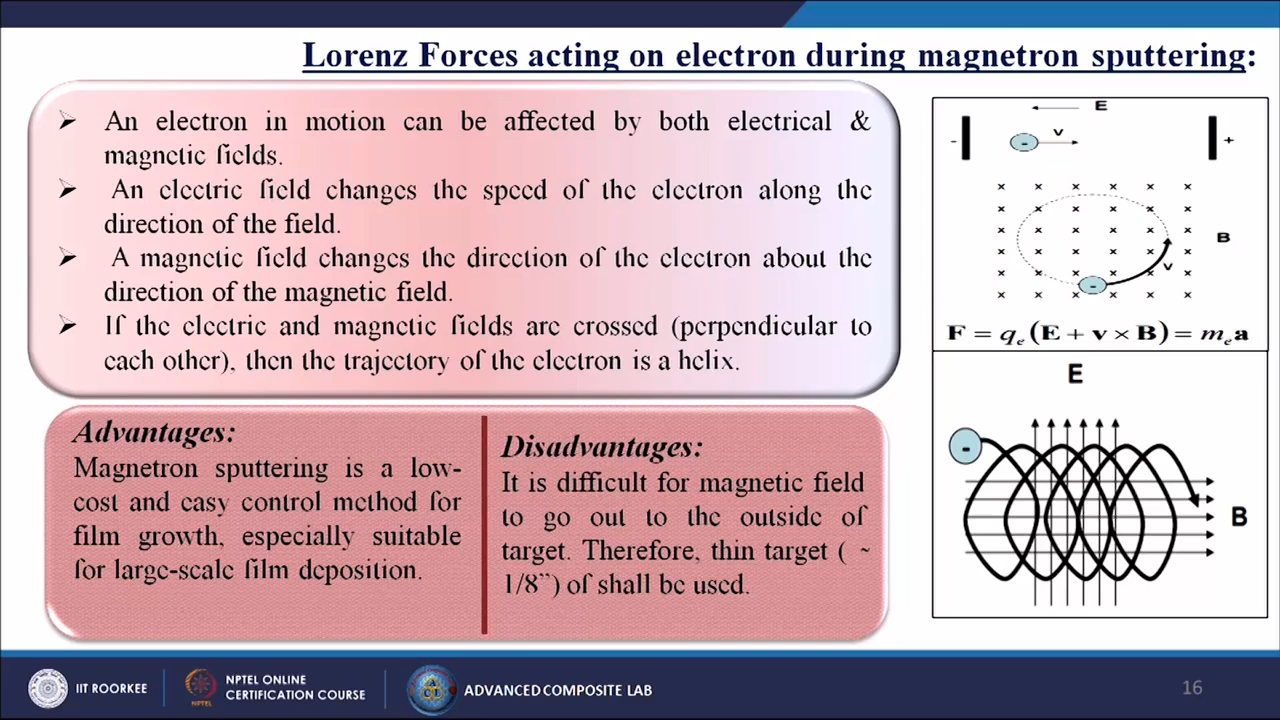 Lorenz Forces acting on electron during magnetron sputtering:
➢ An electron in motion can be affected by both electrical &
magnetic fields.
➢ An electric field changes the speed of the electron along the
direction of the field.
➢ A magnetic field changes the direction of the electron about the
direction of the magnetic field.
➢ If the electric and magnetic fields are crossed (perpendicular to
each other), then the trajectory of the electron is a helix.
Advantages:
Magnetron sputtering is a low-
cost and easy control method for
film growth, especially suitable
for large-scale film deposition.
Disadvantages:
It is difficult for magnetic field
to go out to the outside of
target. Therefore, thin target ( ~
1/8”) of shall be used.
E
- - v +
B
v
-
F = qₑ(E + v × B) = mₑa
E
-
B
IIT ROORKEE
NPTEL
NPTEL ONLINE
CERTIFICATION COURSE
ACL
ADVANCED COMPOSITE LAB
16